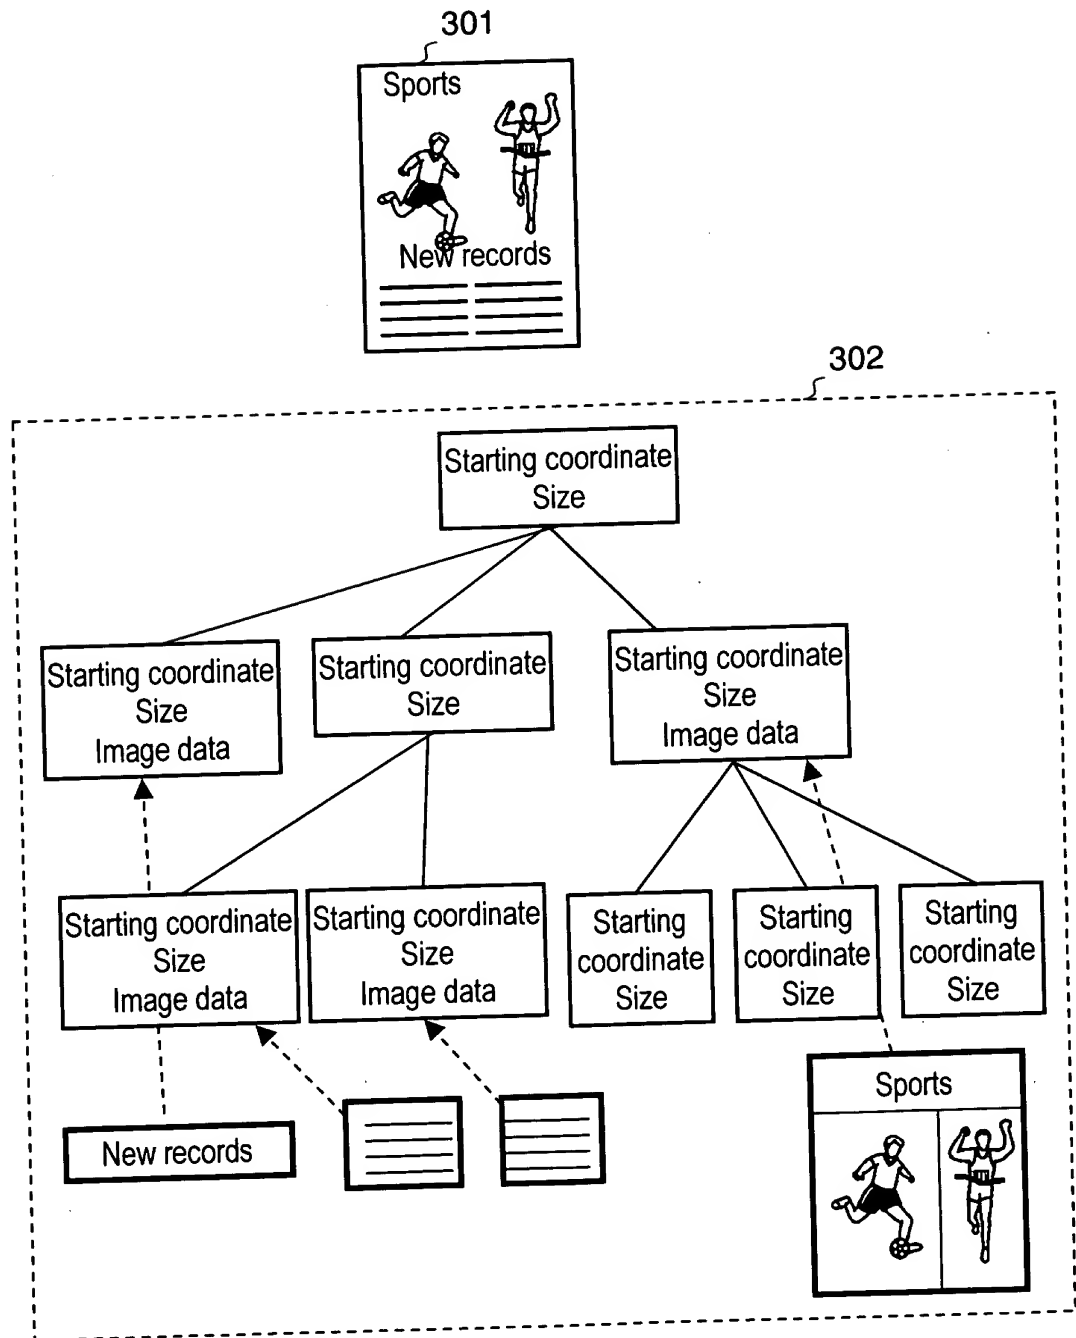 301
Sports
New records
302
Starting coordinate
Size
Starting coordinate
Size
Image data
Starting coordinate
Size
Starting coordinate
Size
Image data
Starting coordinate
Size
Image data
Starting coordinate
Size
Image data
Starting
coordinate
Size
Starting
coordinate
Size
Starting
coordinate
Size
New records
Sports